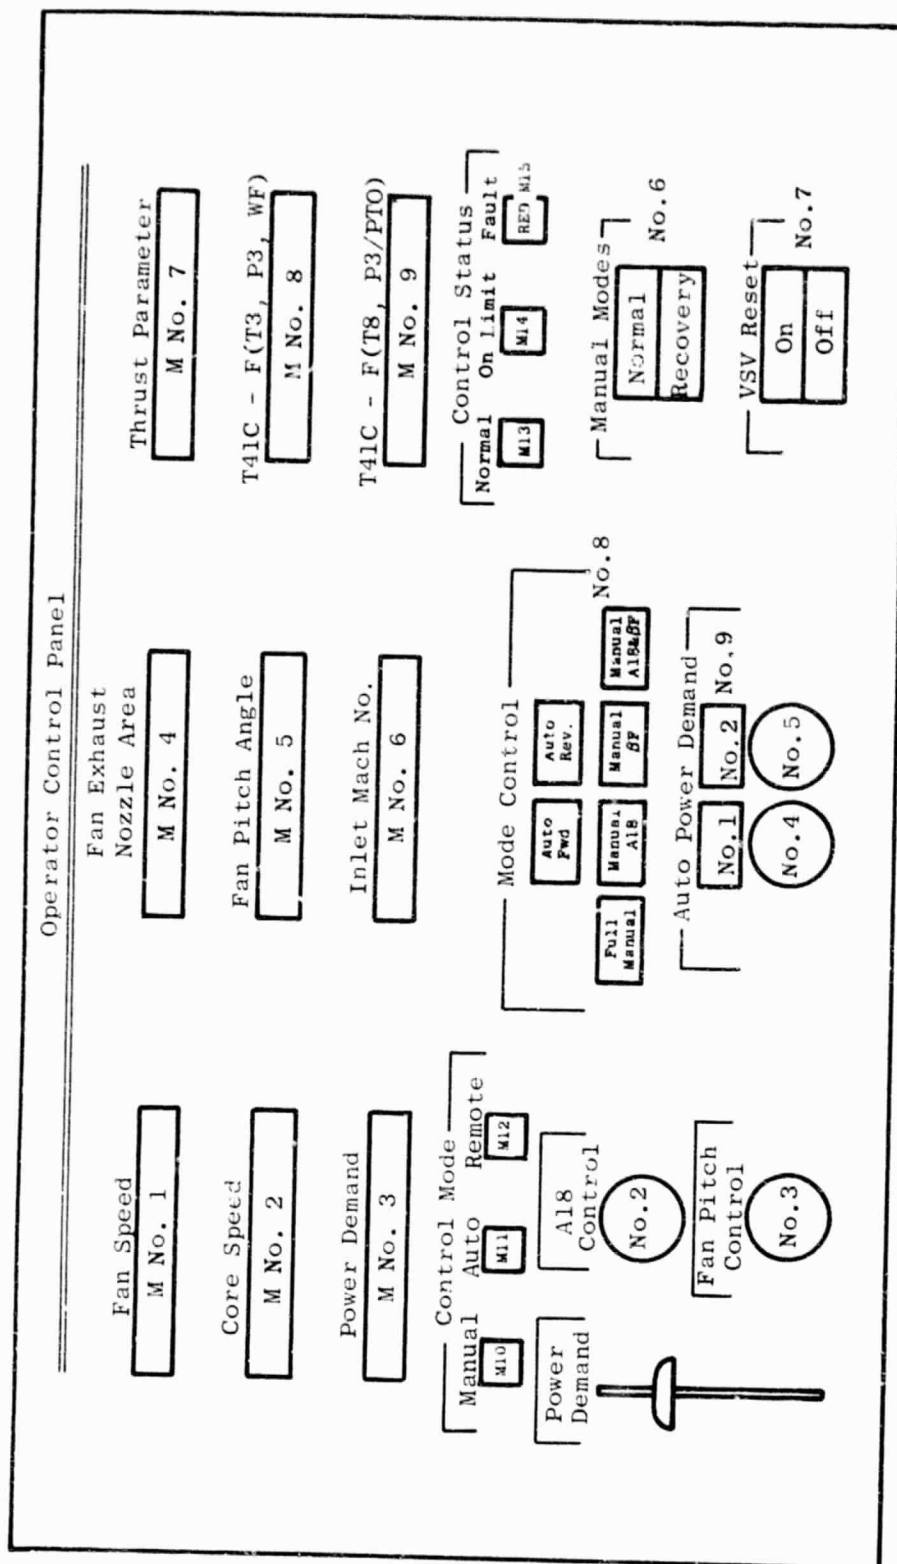 Operator Control Panel
Fan Speed
M No. 1
Core Speed
M No. 2
Power Demand
M No. 3
Fan Exhaust
Nozzle Area
M No. 4
Fan Pitch Angle
M No. 5
Inlet Mach No.
M No. 6
Thrust Parameter
M No. 7
T41C - F(T3, P3, WF)
M No. 8
T41C - F(T8, P3/PTO)
M No. 9
Control Mode
Manual Auto Remote
M10 M11 M12
Power
Demand
A18
Control
No.2
Fan Pitch
Control
No.3
Mode Control
Auto
Fwd
Auto
Rev.
No.8
Full
Manual
Manual
A18
Manual
βF
Manual
A18&βF
Auto Power Demand
No.1 No.2 No.9
No.4 No.5
Control Status
Normal On Limit Fault
M13 M14 RED M15
Manual Modes
Normal
Recovery
No.6
VSV Reset
On
Off
No.7